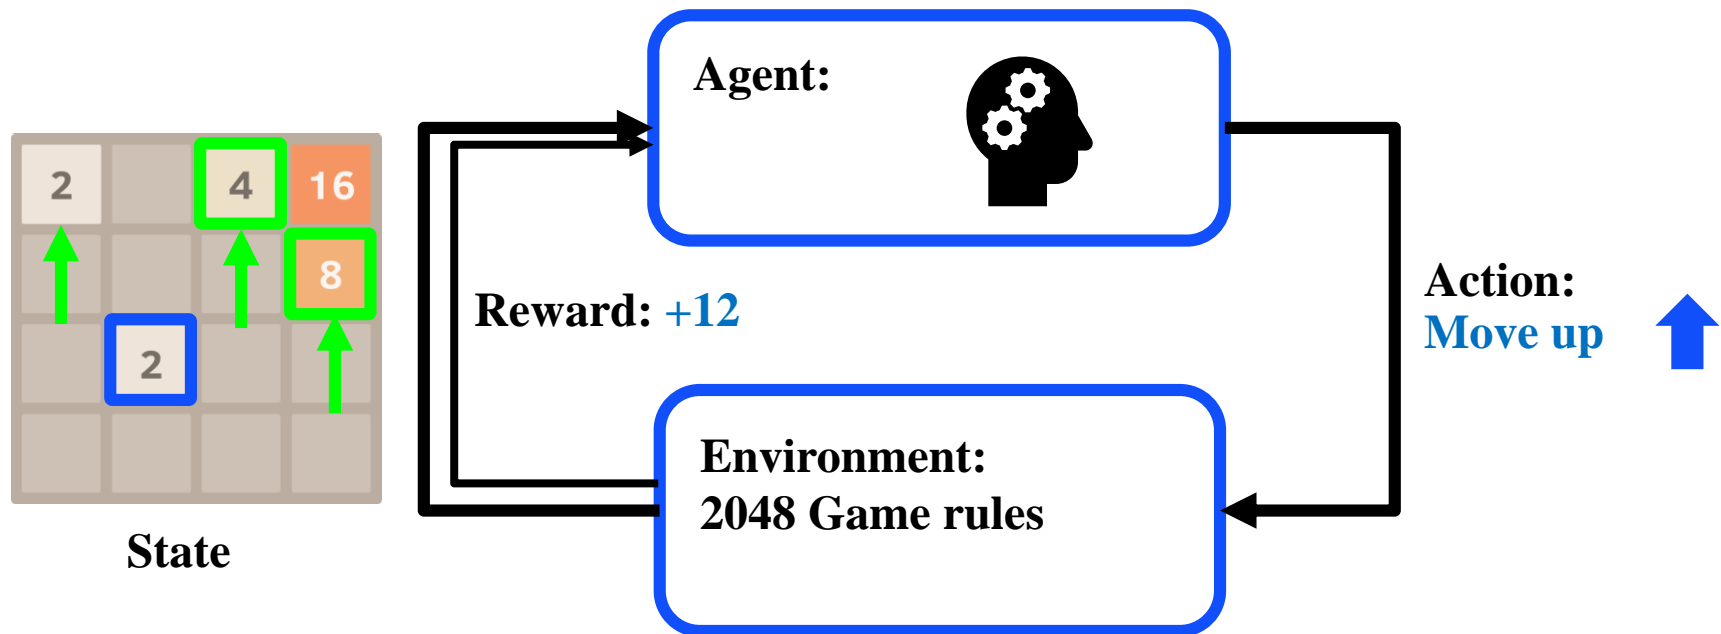 2 4 16
8
2
State
Agent:
Reward: +12
Action:
Move up
Environment:
2048 Game rules